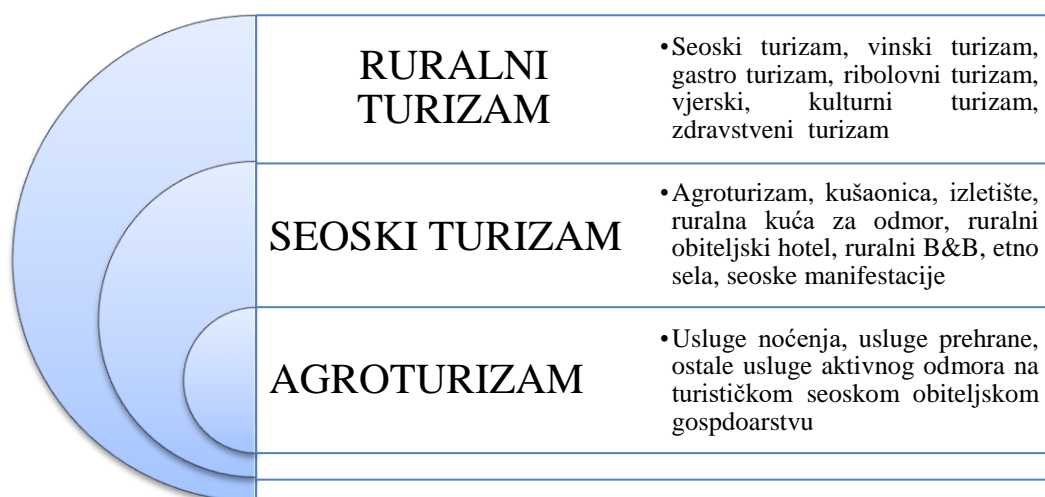 RURALNI
TURIZAM
•Seoski turizam, vinski turizam,
gastro turizam, ribolovni turizam,
vjerski, kulturni turizam,
zdravstveni turizam
SEOSKI TURIZAM
•Agroturizam, kušaonica, izletište,
ruralna kuća za odmor, ruralni
obiteljski hotel, ruralni B&B, etno
sela, seoske manifestacije
AGROTURIZAM
•Usluge noćenja, usluge prehrane,
ostale usluge aktivnog odmora na
turističkom seoskom obiteljskom
gospdoarstvu